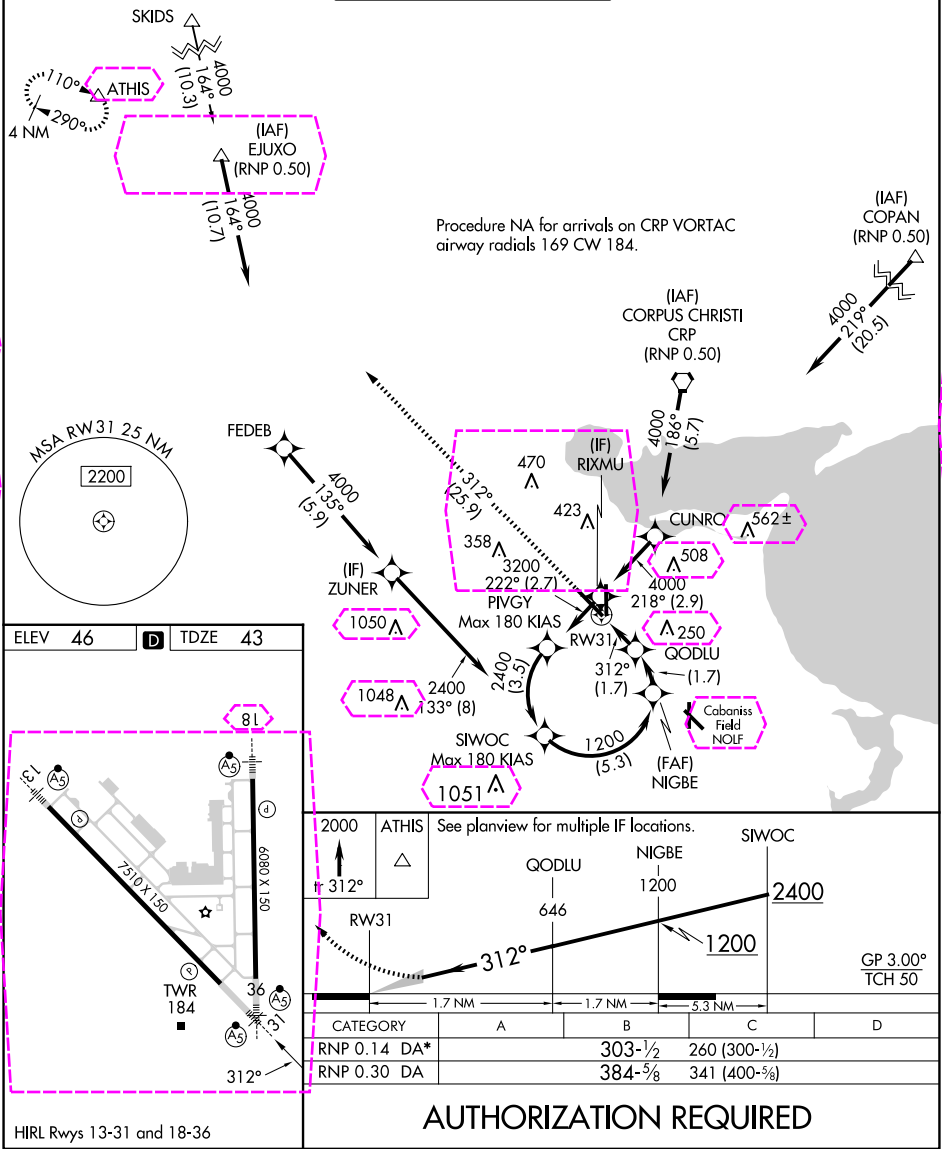 SKIDS
4000
164°
(10.3)
110°
ATHIS
290°
4 NM
(IAF)
EJUXO
(RNP 0.50)
4000
164°
(10.7)
Procedure NA for arrivals on CRP VORTAC
airway radials 169 CW 184.
(IAF)
COPAN
(RNP 0.50)
4000
219°
(20.5)
(IAF)
CORPUS CHRISTI
CRP
(RNP 0.50)
4000
186°
(5.7)
MSA RW31 25 NM
2200
FEDEB
4000
135°
(5.9)
(IF)
ZUNER
312°
(25.9)
470
(IF)
RIXMU
423
358
3200
222° (2.7)
CUNRO
562±
508
4000
218° (2.9)
PIVGY
Max 180 KIAS
RW31
250
QODLU
312°
(1.7)
(1.7)
1050
1048
2400
133° (8)
2400
(3.5)
SIWOC
Max 180 KIAS
1200
(5.3)
(FAF)
NIGBE
Cabaniss
Field
NOLF
1051
ELEV 46
D
TDZE 43
18
13
A5
A5
P
P
7510 X 150
6080 X 150
P
TWR
184
36
A5
31
A5
312°
HIRL Rwys 13-31 and 18-36
2000
tr 312°
ATHIS
See planview for multiple IF locations.
SIWOC
NIGBE
QODLU
1200
2400
646
RW31
1200
312°
GP 3.00°
TCH 50
1.7 NM
1.7 NM
5.3 NM
CATEGORY A B C D
RNP 0.14 DA* 303-½ 260 (300-½)
RNP 0.30 DA 384-⅝ 341 (400-⅝)
AUTHORIZATION REQUIRED